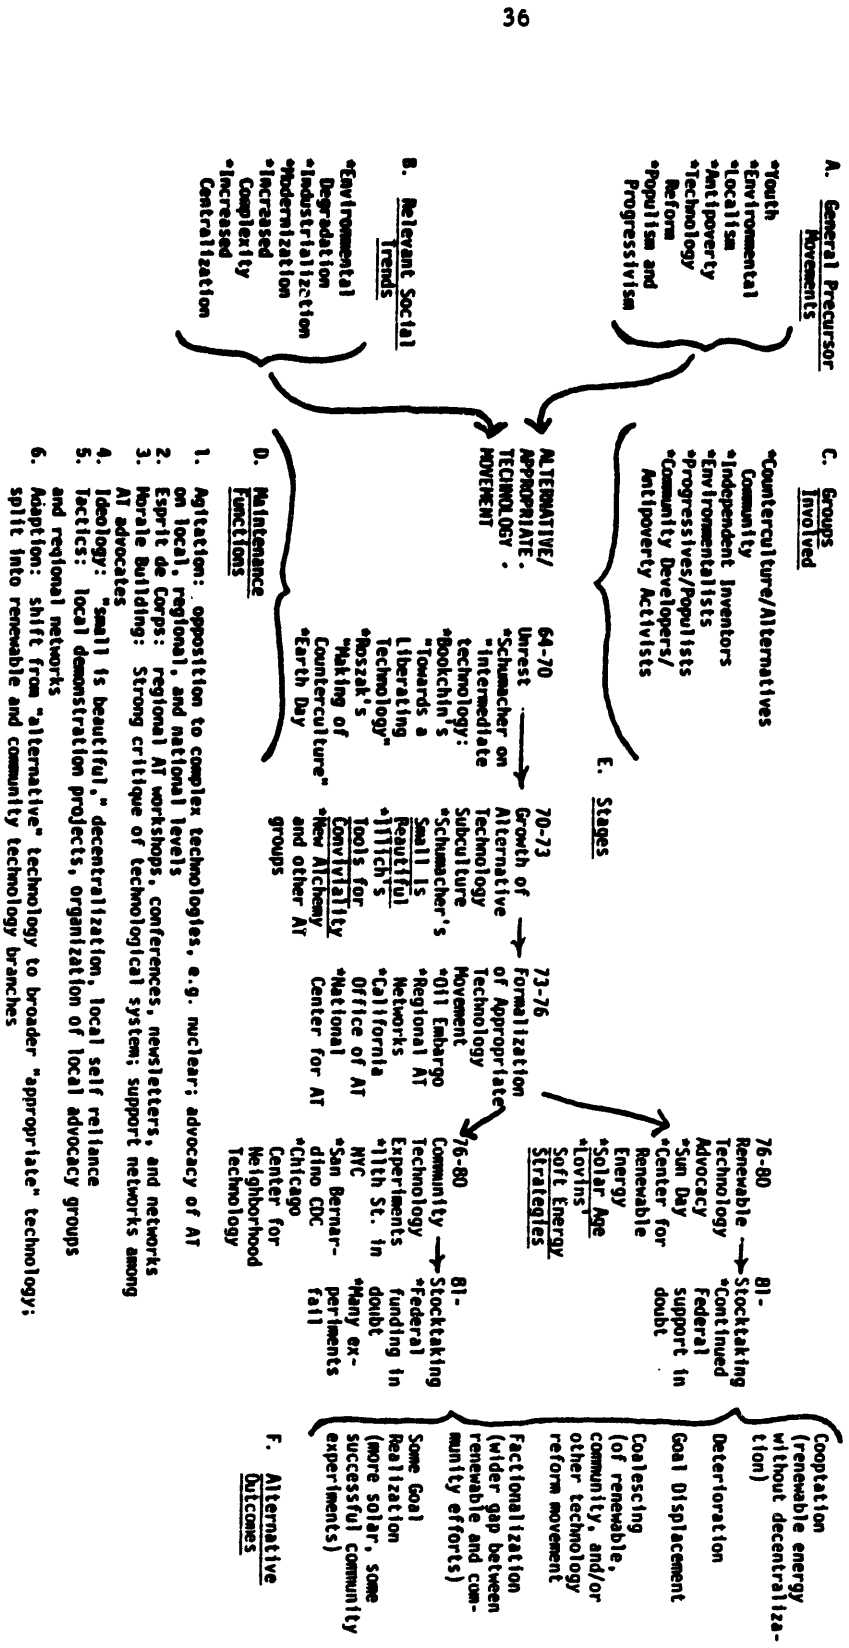 36
A. General Precursor
Movements
*Youth
*Environmental
*Localism
*Antipoverty
*Technology
Reform
*Populism and
Progressivism
B. Relevant Social
Trends
*Environmental
Degradation
*Industrialization
*Modernization
*Increased
Complexity
*Increased
Centralization
ALTERNATIVE/
APPROPRIATE
TECHNOLOGY
MOVEMENT
C. Groups
Involved
*Counterculture/Alternatives
Community
*Independent Inventors
*Environmentalists
*Progressives/Populists
*Community Developers/
Antipoverty Activists
E. Stages
64-70
Unrest
*Schumacher on
"intermediate
technology:
*Bookchin's
"Towards a
Liberating
Technology"
*Roszak's
"Making of
Counterculture"
*Earth Day
70-73
Growth of
Alternative
Technology
Subculture
*Schumacher's
Small Is
Beautiful
*Illich's
Tools for
Conviviality
*New Alchemy
and other AT
groups
73-76
Formalization
of Appropriate
Technology
Movement
*Oil Embargo
*Regional AT
Networks
*California
Office of AT
*National
Center for AT
76-80
Renewable
Technology
Advocacy
*Sun Day
*Center for
Renewable
Energy
*Solar Age
*Lovins'
Soft Energy
Strategies
81-
Stocktaking
*Continued
Federal
support in
doubt
76-80
Community
Technology
Experiments
*11th St. in
NYC
*San Bernar-
dino CDC
*Chicago
Center for
Neighborhood
Technology
81-
Stocktaking
*Federal
funding in
doubt
*Many ex-
periments
fail
D. Maintenance
Functions
1. Agitation: opposition to complex technologies, e.g. nuclear; advocacy of AT
on local, regional, and national levels
2. Esprit de Corps: regional AT workshops, conferences, newsletters, and networks
3. Morale Building: Strong critique of technological system; support networks among
AT advocates
4. Ideology: "small is beautiful," decentralization, local self reliance
5. Tactics: local demonstration projects, organization of local advocacy groups
and regional networks
6. Adaption: shift from "alternative" technology to broader "appropriate" technology;
split into renewable and community technology branches
Cooptation
(renewable energy
without decentraliza-
tion)
Deterioration
Goal Displacement
Coalescing
(of renewable,
community, and/or
other technology
reform movement
Factionalization
(wider gap between
renewable and com-
munity efforts)
Some Goal
Realization
(more solar, some
successful community
experiments)
F. Alternative
Outcomes